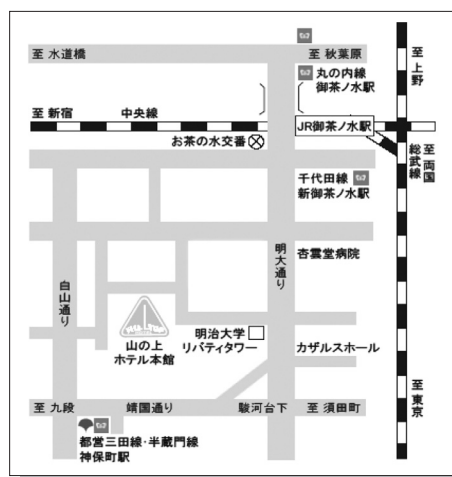 至 水道橋
至 秋葉原
丸の内線
御茶ノ水駅
至 上野
至 新宿
中央線
JR御茶ノ水駅
お茶の水交番
総武線
至 両国
千代田線
新御茶ノ水駅
明大通り
杏雲堂病院
白山通り
HILLTOP
山の上
ホテル本館
明治大学
リバティタワー
カザルスホール
至 東京
至 九段
靖国通り
駿河台下
至 須田町
都営三田線・半蔵門線
神保町駅